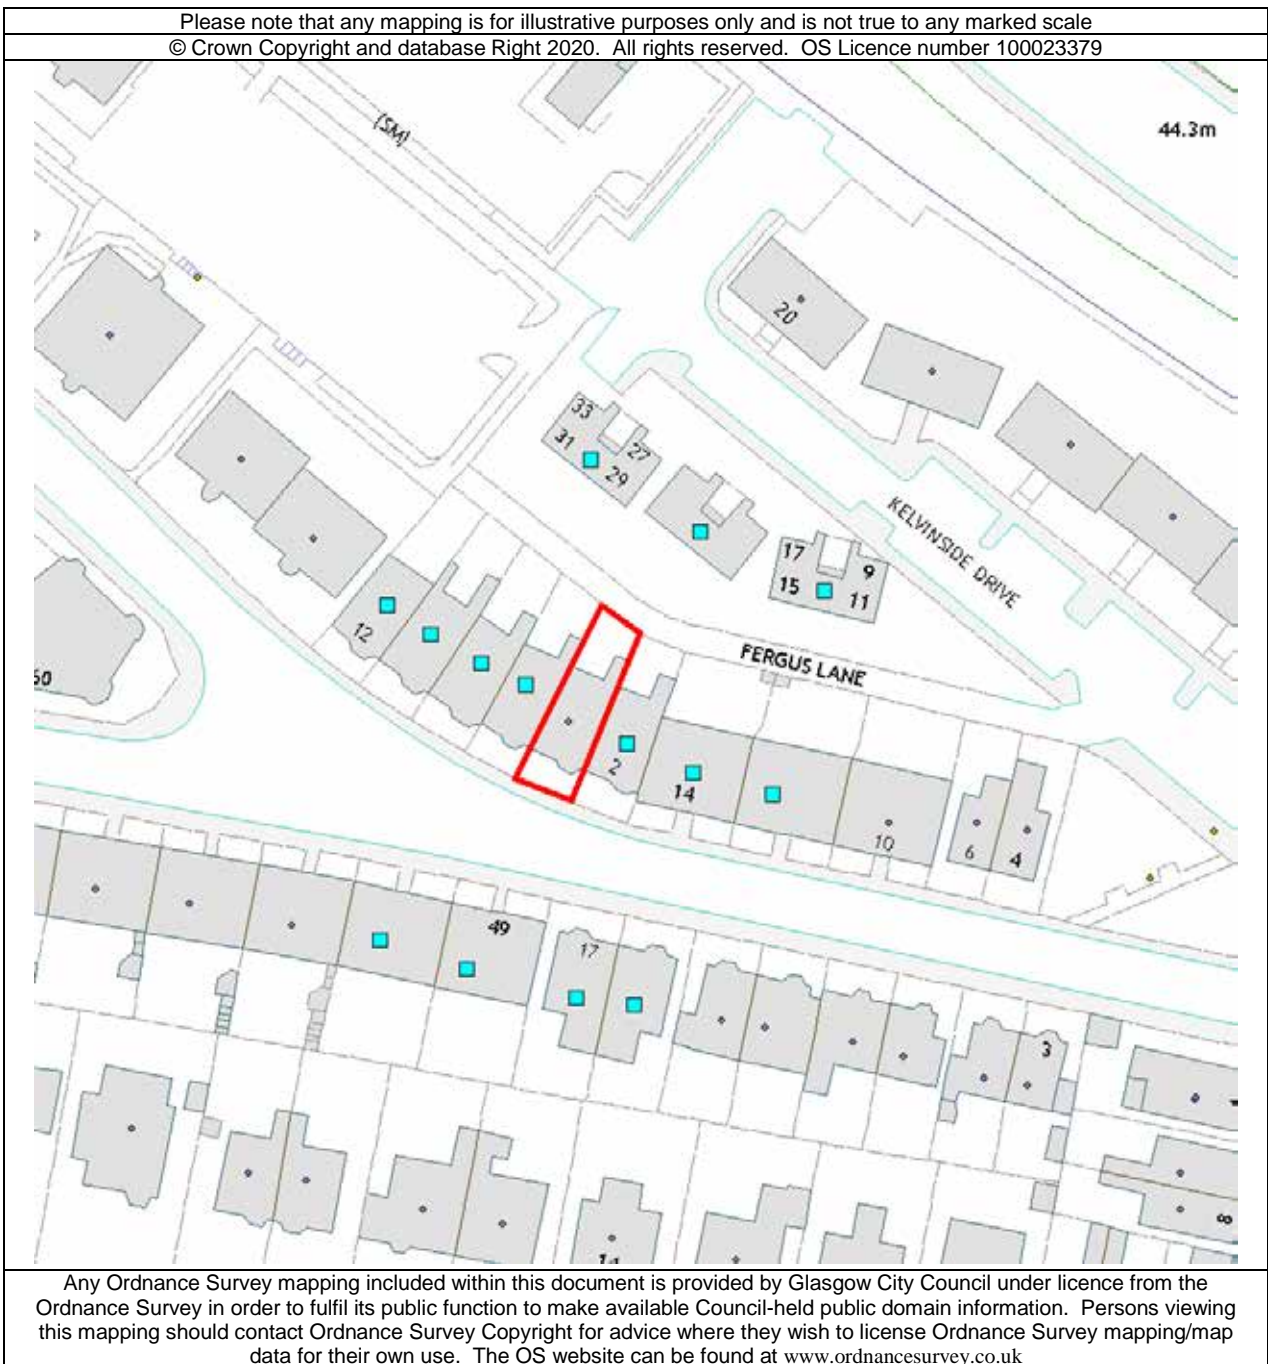 Please note that any mapping is for illustrative purposes only and is not true to any marked scale
© Crown Copyright and database Right 2020. All rights reserved. OS Licence number 100023379
(SM)
44.3m
20
33
31
27
29
KELVINSIDE DRIVE
17
9
15
11
12
FERGUS LANE
50
2
14
10
6
4
49
17
3
8
14
Any Ordnance Survey mapping included within this document is provided by Glasgow City Council under licence from the
Ordnance Survey in order to fulfil its public function to make available Council-held public domain information. Persons viewing
this mapping should contact Ordnance Survey Copyright for advice where they wish to license Ordnance Survey mapping/map
data for their own use. The OS website can be found at www.ordnancesurvey.co.uk